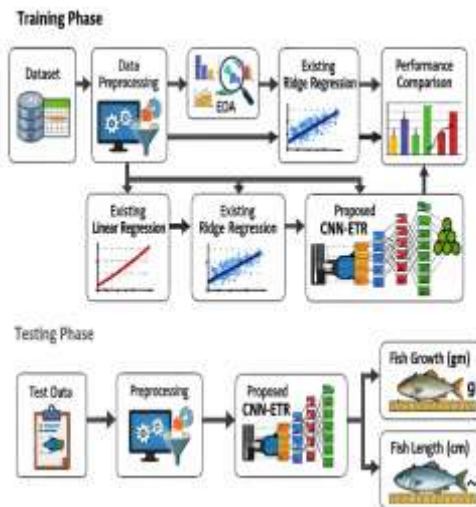 Training Phase
Dataset
Data
Preprocessing
EDA
Existing
Ridge Regression
Performance
Comparison
Existing
Linear Regression
Existing
Ridge Regression
Proposed
CNN-ETR
Testing Phase
Test Data
Preprocessing
Proposed
CNN-ETR
Fish Growth (gm)
g
Fish Length (cm)